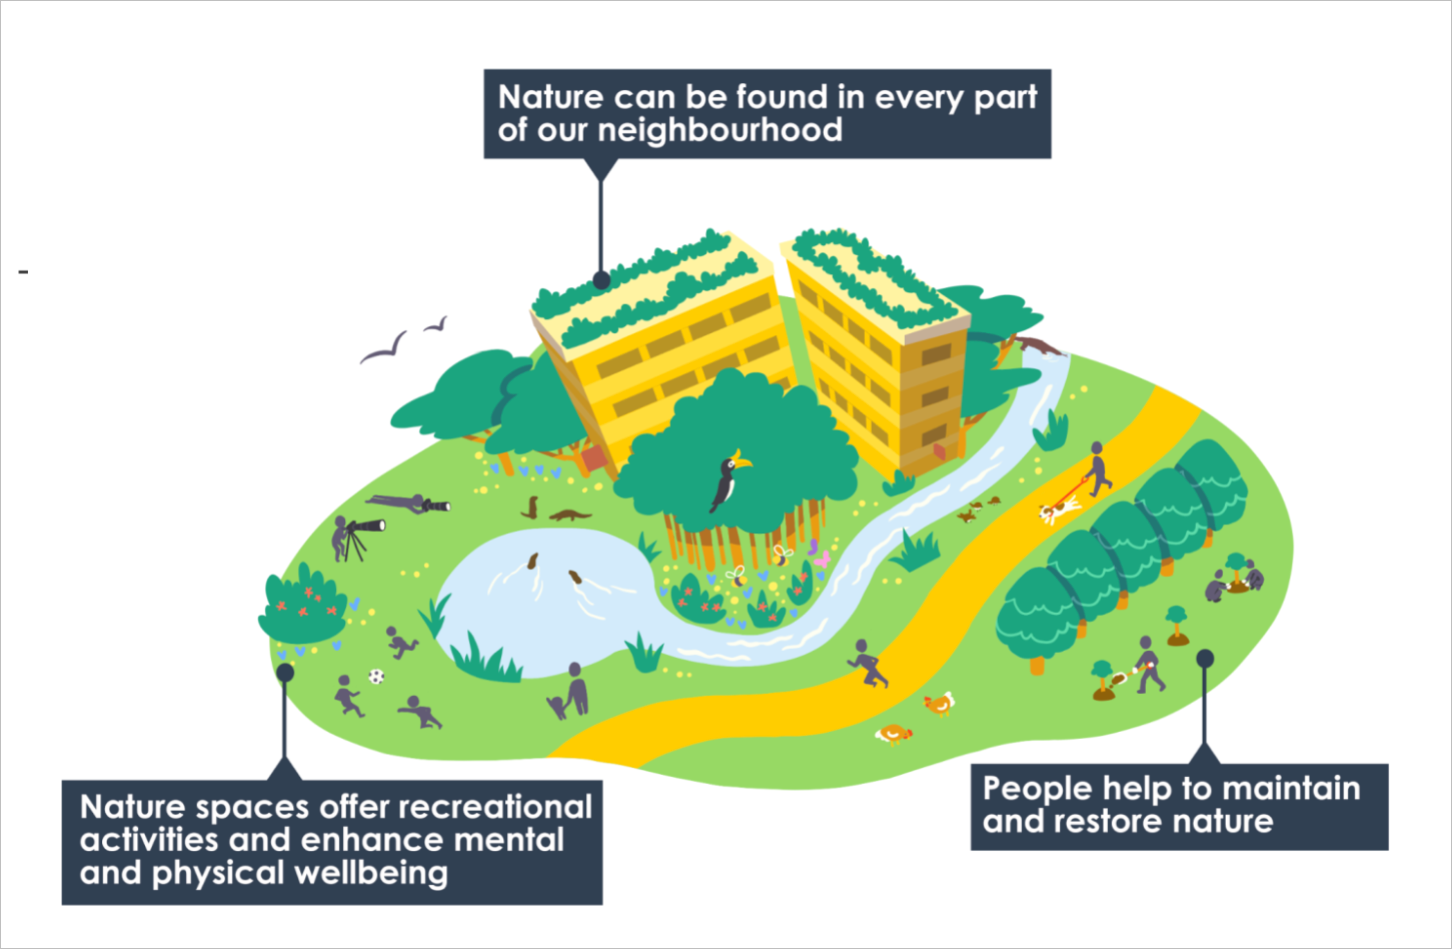 Nature can be found in every part
of our neighbourhood
Nature spaces offer recreational
activities and enhance mental
and physical wellbeing
People help to maintain
and restore nature